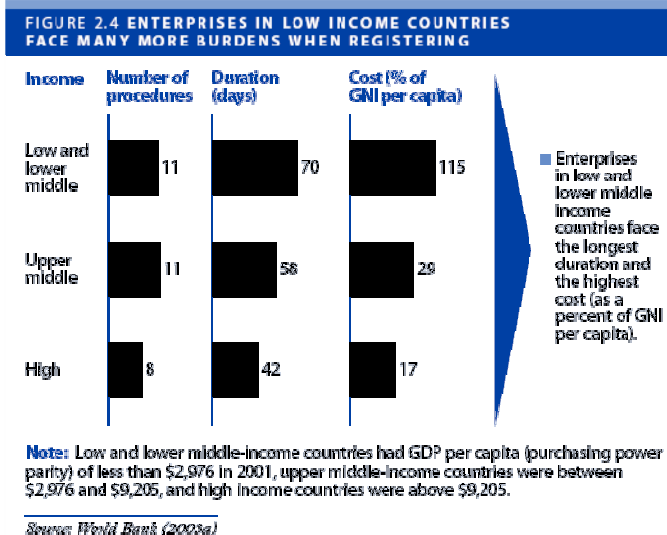 FIGURE 2.4 ENTERPRISES IN LOW INCOME COUNTRIES
FACE MANY MORE BURDENS WHEN REGISTERING
Income
Number of
procedures
Duration
(days)
Cost (% of
GNI per capita)
Low and
lower
middle
11
70
115
Upper
middle
11
58
29
High
8
42
17
Enterprises
in low and
lower middle
income
countries face
the longest
duration and
the highest
cost (as a
percent of GNI
per capita).
Note: Low and lower middle-income countries had GDP per capita (purchasing power
parity) of less than $2,976 in 2001, upper middle-income countries were between
$2,976 and $9,205, and high income countries were above $9,205.
Source: World Bank (2003a)